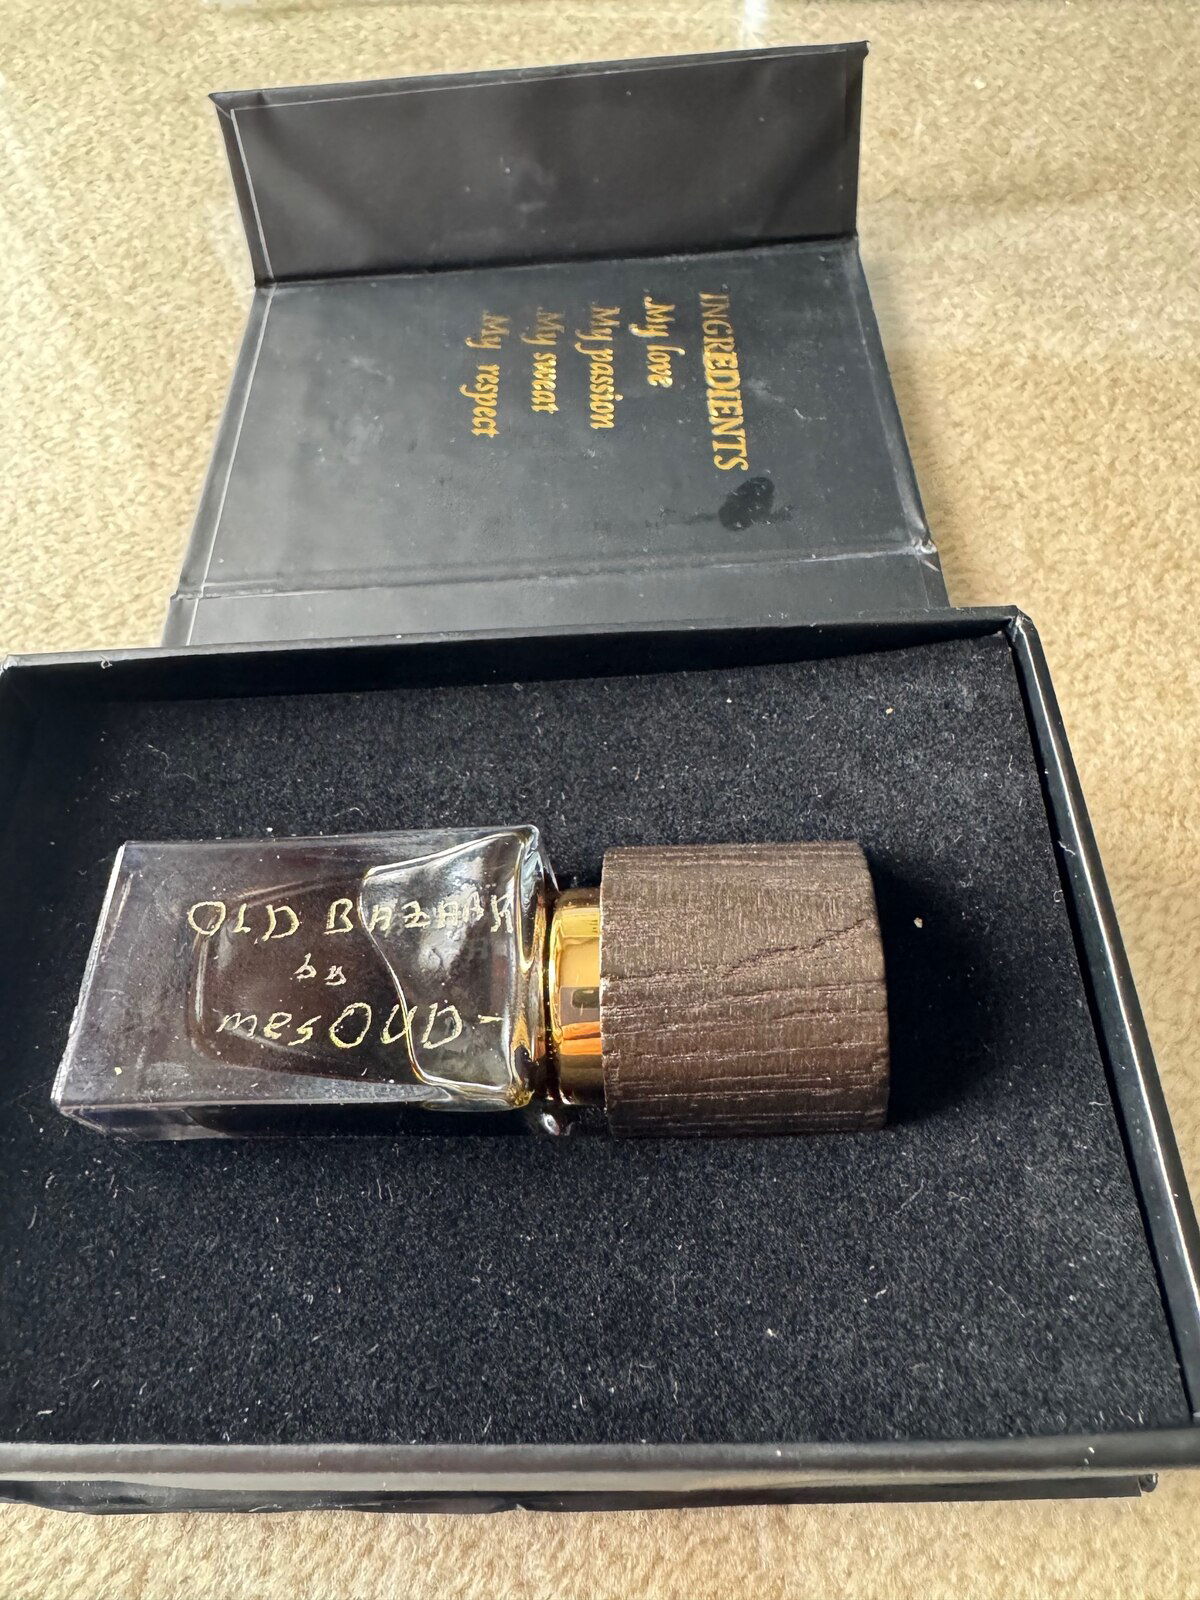 INGREDIENTS
My love
My passion
My sweat
My respect
OLD BAZAAR
by
mesOUD-